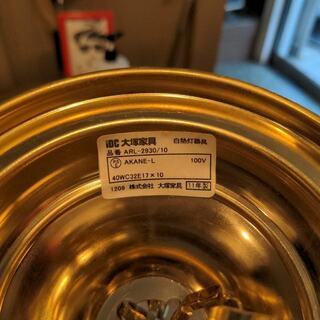 iDC 大塚家具 白熱灯器具
品番 ARL-2930/10
AKANE-L 100V
40WC32E17×10
1209 株式会社 大塚家具 11年製